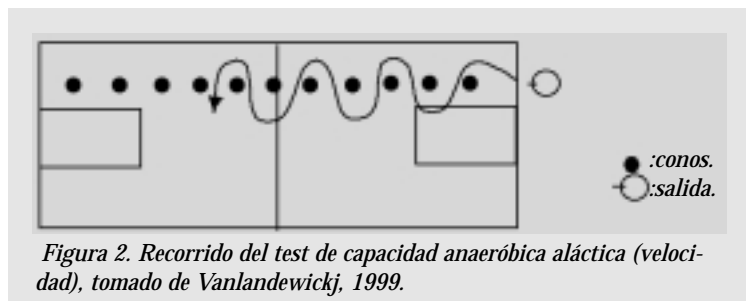 :conos.
:salida.
Figura 2. Recorrido del test de capacidad anaeróbica aláctica (veloci-
dad), tomado de Vanlandewickj, 1999.